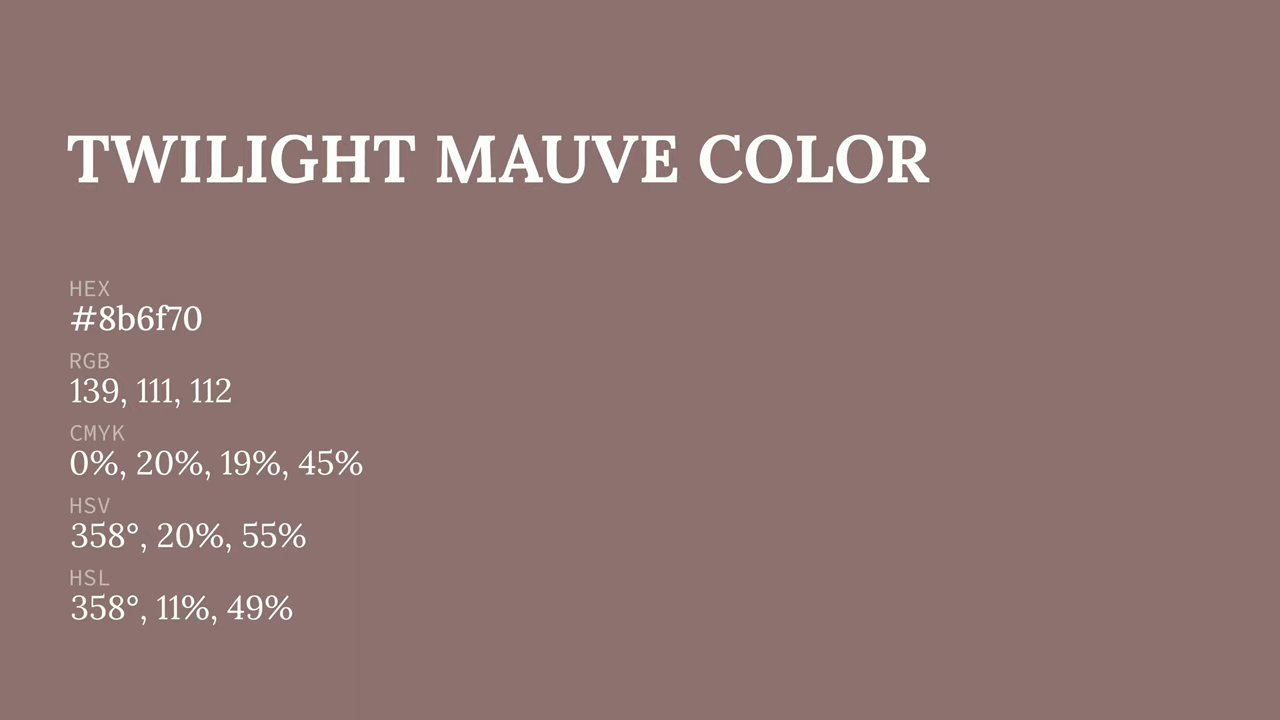 TWILIGHT MAUVE COLOR
HEX
#8b6f70
RGB
139, 111, 112
CMYK
0%, 20%, 19%, 45%
HSV
358°, 20%, 55%
HSL
358°, 11%, 49%